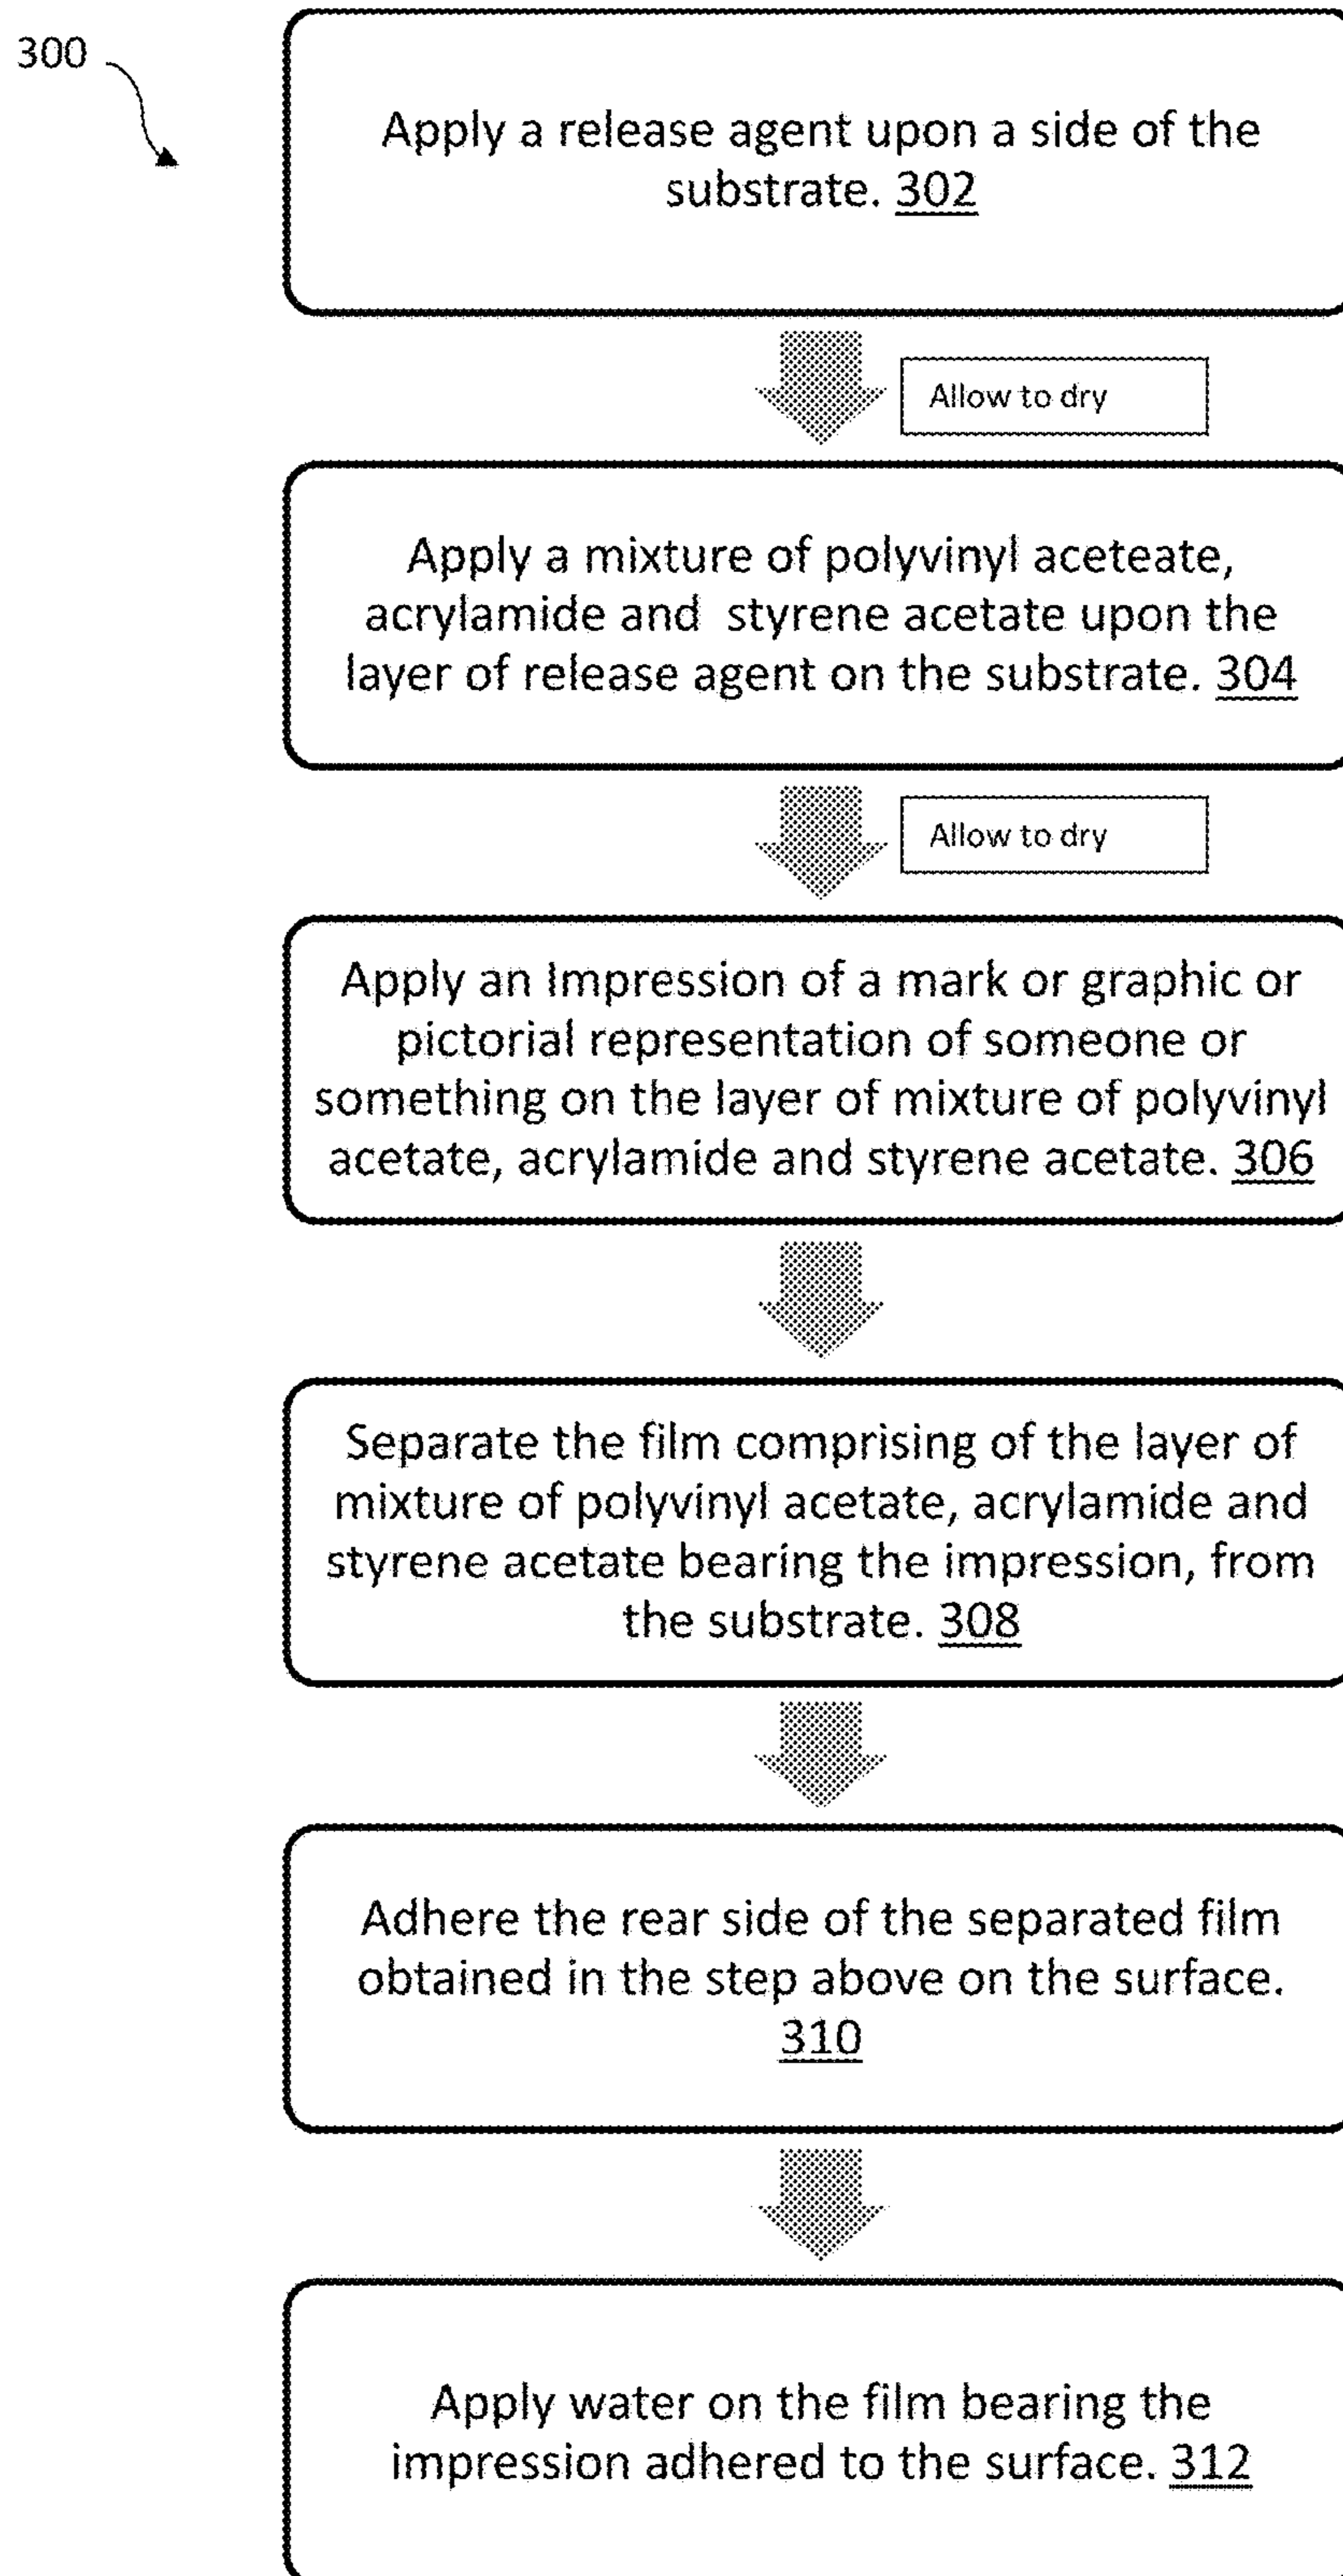 300
Apply a release agent upon a side of the
substrate. 302
Allow to dry
Apply a mixture of polyvinyl aceteate,
acrylamide and styrene acetate upon the
layer of release agent on the substrate. 304
Allow to dry
Apply an Impression of a mark or graphic or
pictorial representation of someone or
something on the layer of mixture of polyvinyl
acetate, acrylamide and styrene acetate. 306
Separate the film comprising of the layer of
mixture of polyvinyl acetate, acrylamide and
styrene acetate bearing the impression, from
the substrate. 308
Adhere the rear side of the separated film
obtained in the step above on the surface.
310
Apply water on the film bearing the
impression adhered to the surface. 312